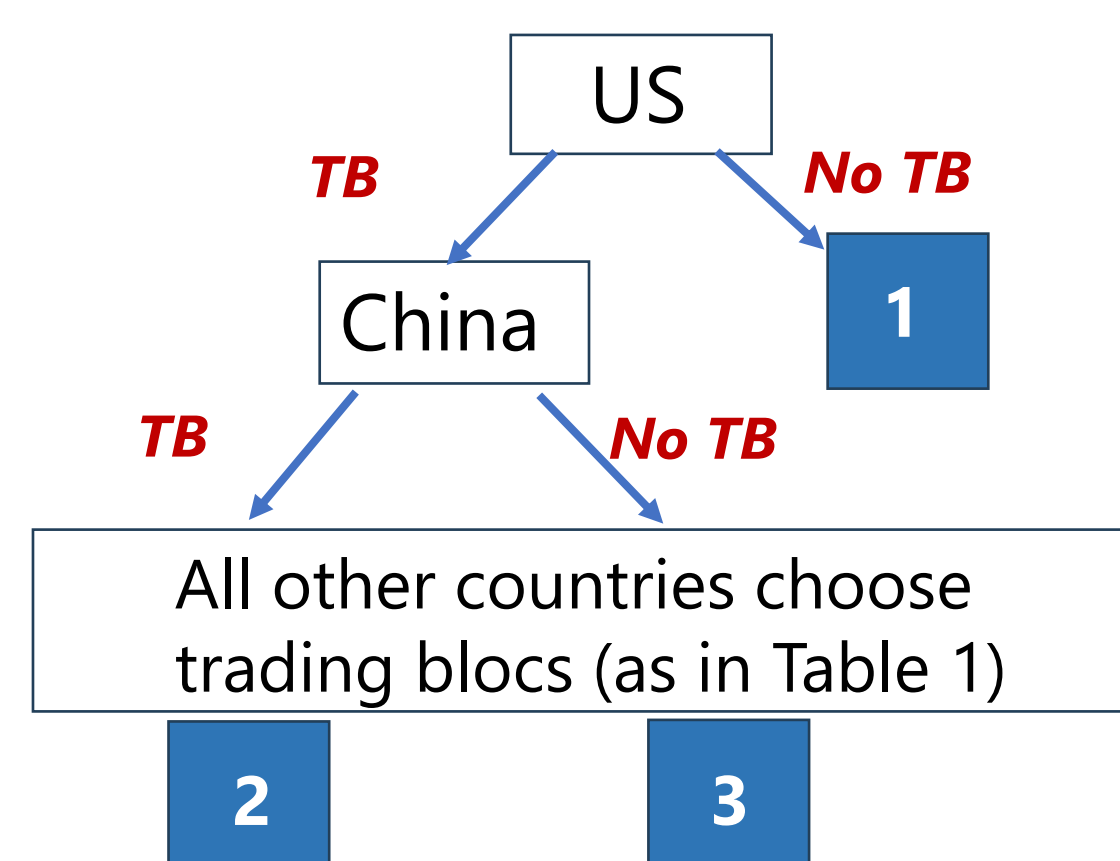 US
TB
No TB
1
China
TB
No TB
All other countries choose
trading blocs (as in Table 1)
2
3